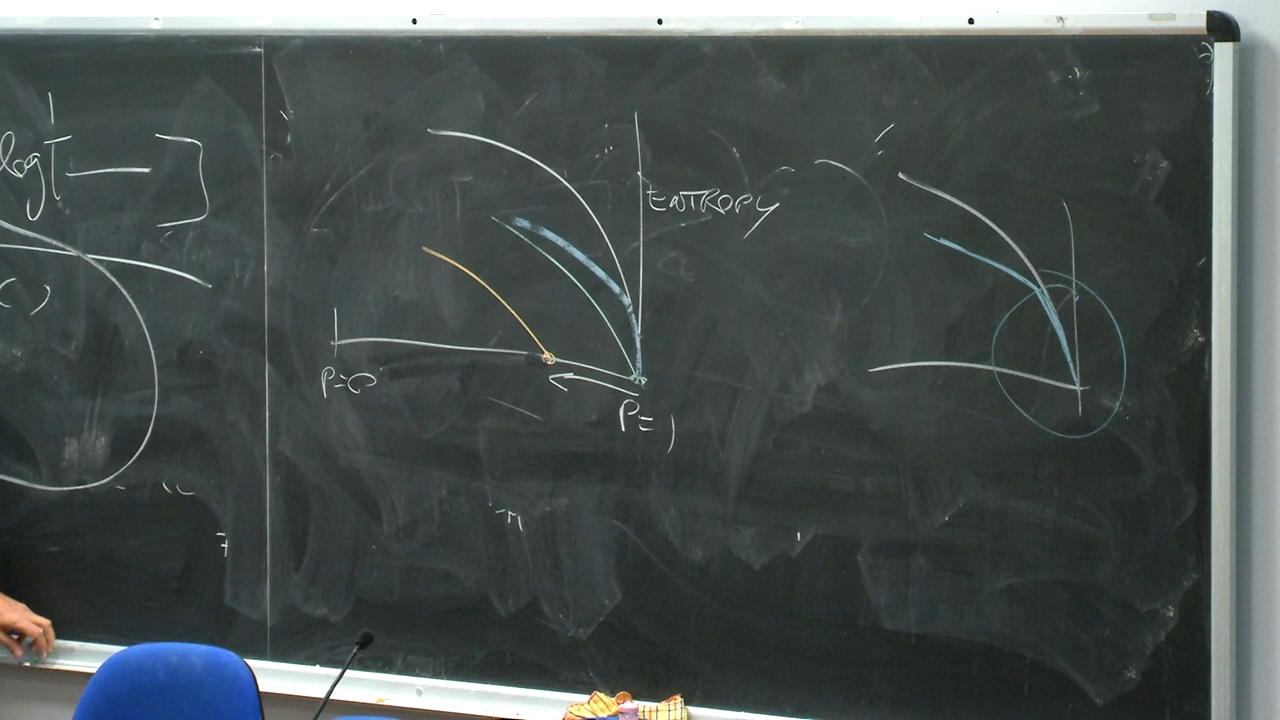 log[ — ]
ENTROPY
P=0
P=1